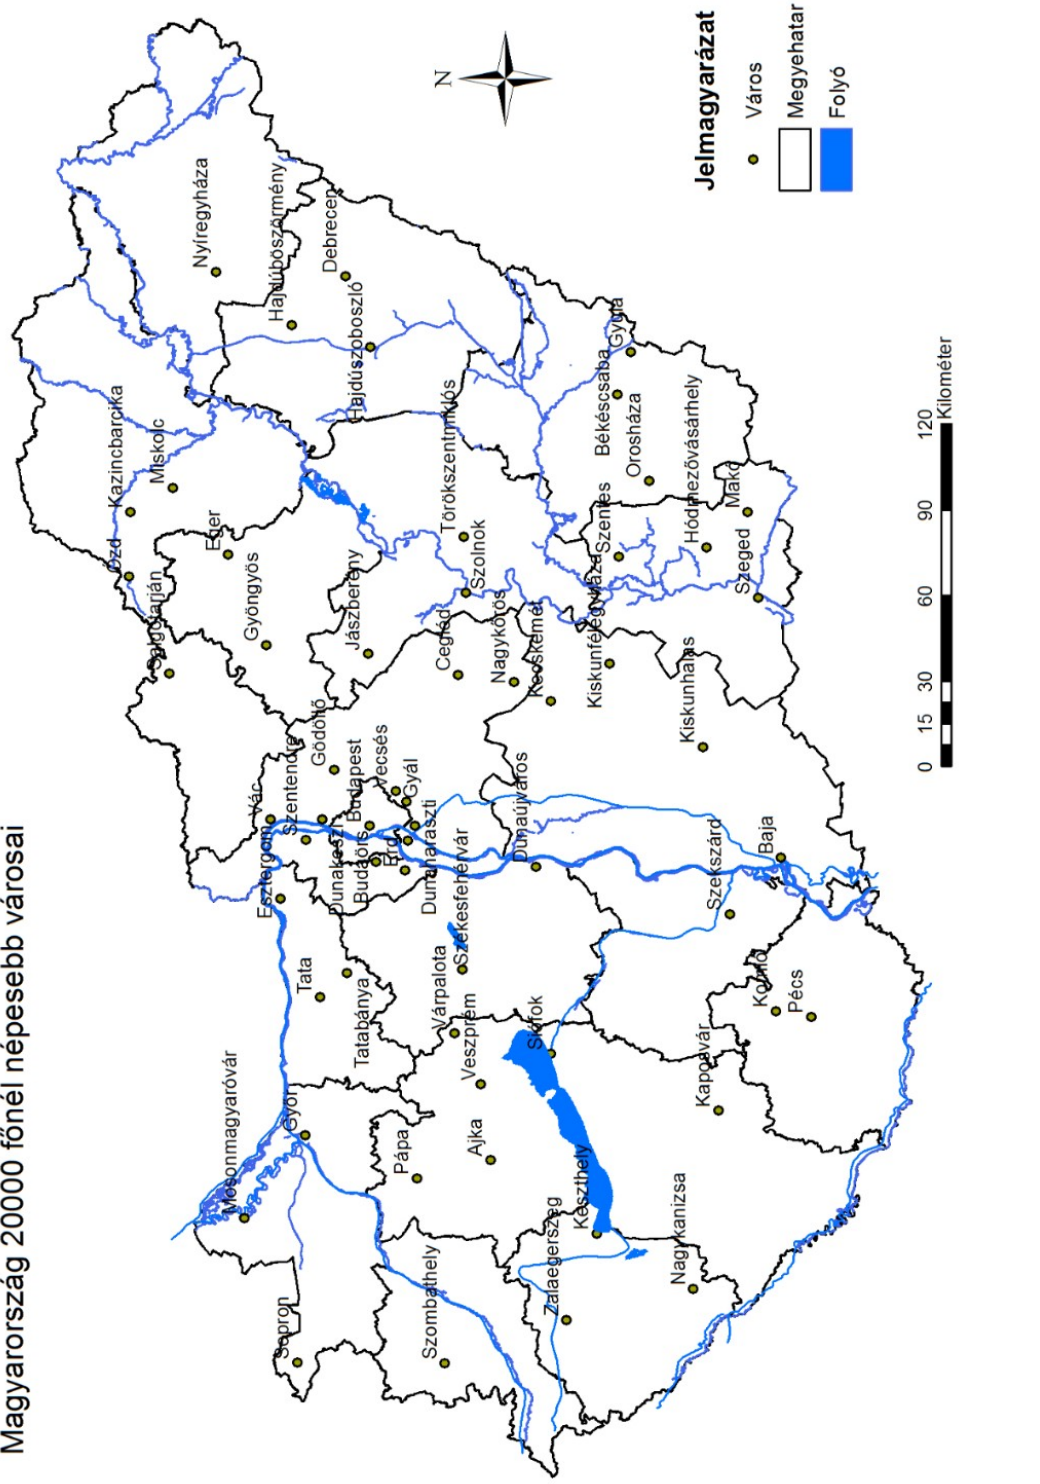 Magyarország 20000 főnél népesebb városai
N
Sopron
Mosonmagyaróvár
Győr
Szombathely
Pápa
Ajka
Zalaegerszeg
Keszthely
Nagykanizsa
Tata
Tatabánya
Várpalota
Veszprém
Siófok
Székesfehérvár
Kaposvár
Komló
Pécs
Szekszárd
Baja
Esztergom
Vác
Szentendre
Dunakeszi
Gödöllő
Budapest
Budaörs
Érd
Vecsés
Gyál
Dunaharaszti
Dunaújváros
Salgótarján
Ózd
Kazincbarcika
Miskolc
Eger
Gyöngyös
Jászberény
Cegléd
Nagykőrös
Kecskemét
Kiskunfélegyháza
Kiskunhalas
Szolnok
Törökszentmiklós
Szentes
Hódmezővásárhely
Szeged
Makó
Orosháza
Békéscsaba
Gyula
Nyíregyháza
Hajdúböszörmény
Debrecen
Hajdúszoboszló
Jelmagyarázat
Város
Megyehatar
Folyó
0 15 30 60 90 120
Kilométer